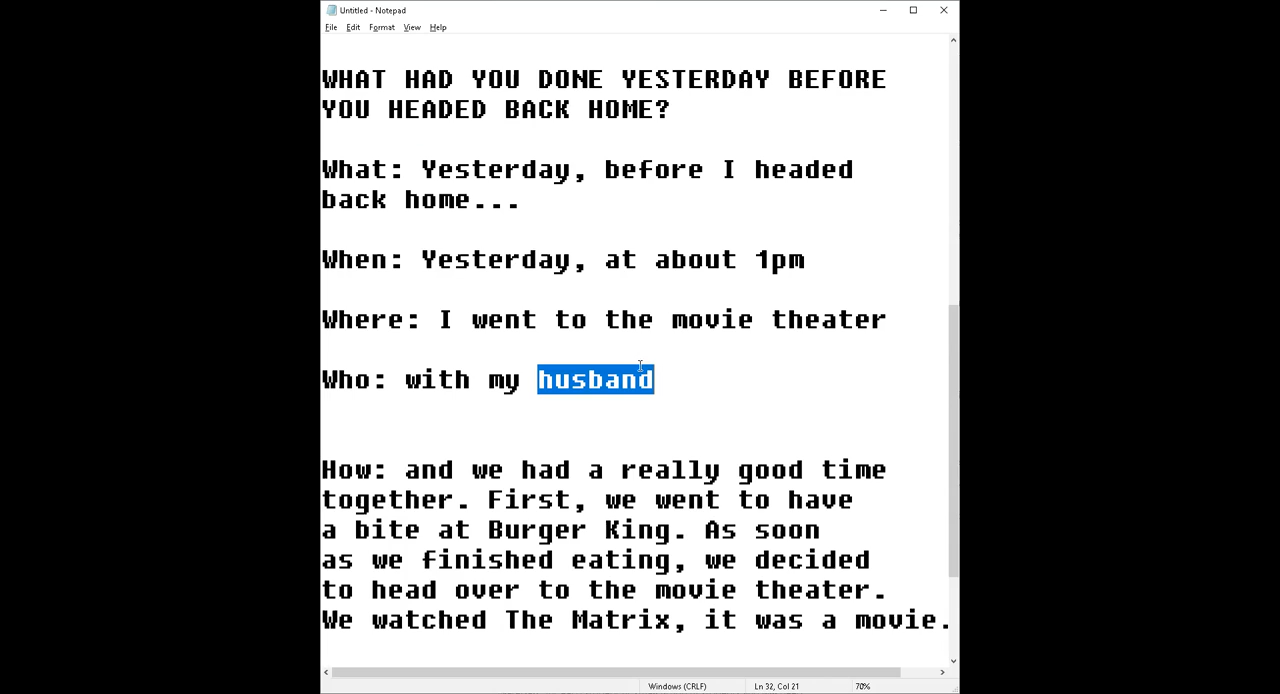 Untitled - Notepad
File Edit Format View Help
WHAT HAD YOU DONE YESTERDAY BEFORE
YOU HEADED BACK HOME?
What: Yesterday, before I headed
back home...
When: Yesterday, at about 1pm
Where: I went to the movie theater
Who: with my husband
How: and we had a really good time
together. First, we went to have
a bite at Burger King. As soon
as we finished eating, we decided
to head over to the movie theater.
We watched The Matrix, it was a movie.
Windows (CRLF) Ln 32, Col 21 70%